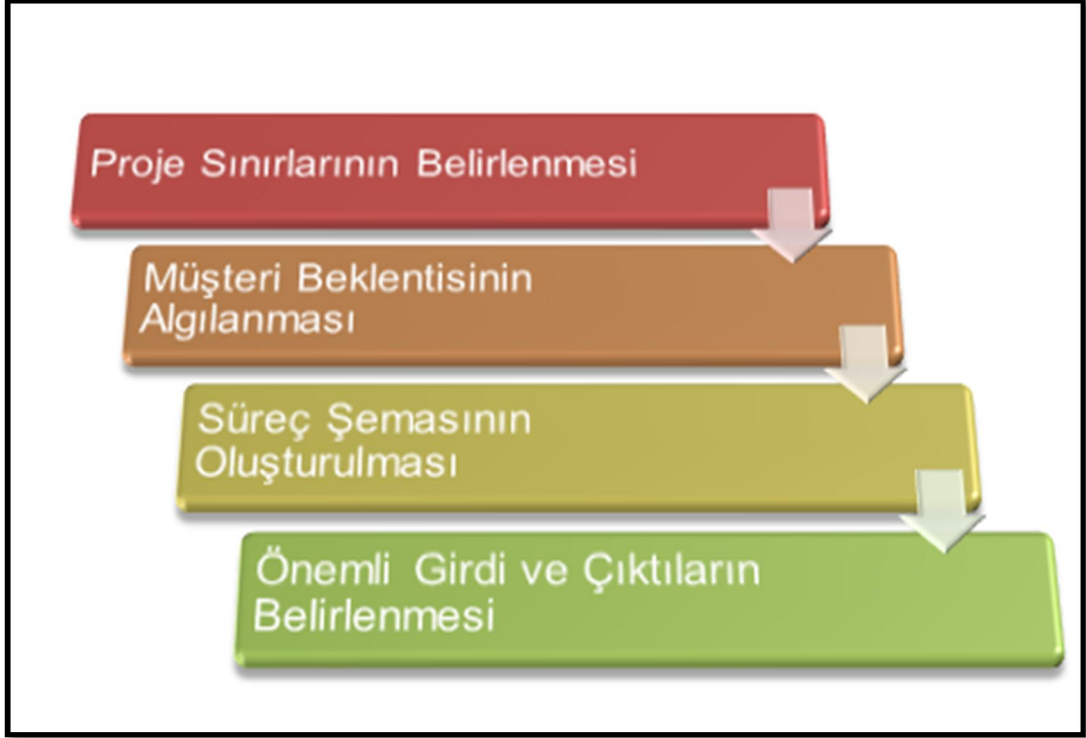 Proje Sınırlarının Belirlenmesi
Müşteri Beklentisinin
Algılanması
Süreç Şemasının
Oluşturulması
Önemli Girdi ve Çıktıların
Belirlenmesi